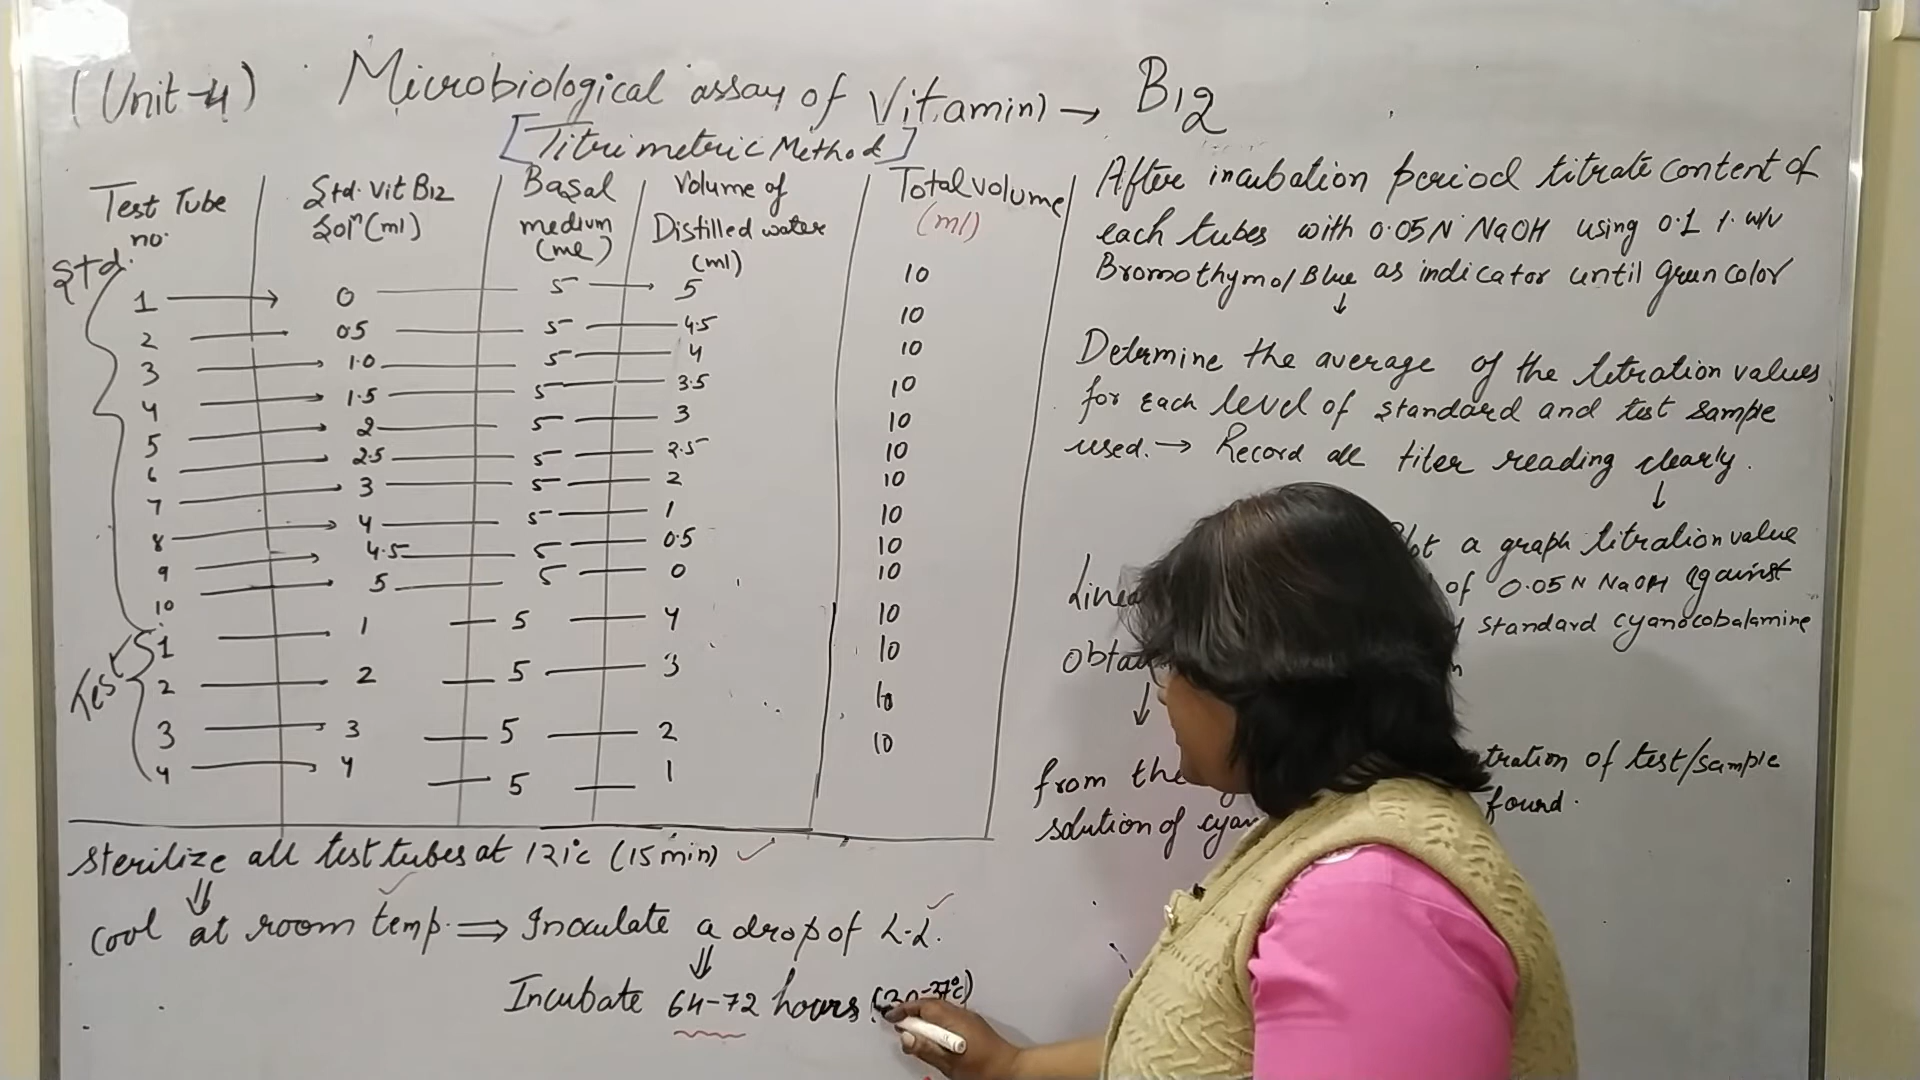 (Unit-4) Microbiological assay of Vitamin) → B12
[Titrimetric Method]
Test Tube no. | Std. Vit B12 Solⁿ (ml) | Basal medium (ml) | Volume of Distilled water (ml) | Total volume (ml)
Std.
1 → 0 — 5 → 5 10
2 — 0.5 — 5 — 4.5 10
3 → 1.0 — 5 — 4 10
4 → 1.5 — 5 — 3.5 10
5 → 2 — 5 — 3 10
6 → 2.5 — 5 — 2.5 10
7 → 3 — 5 — 2 10
8 → 4 — 5 — 1 10
9 → 4.5 — 5 — 0.5 10
10 → 5 — 5 — 0 10
Test
1 — 1 — 5 — 4 10
2 — 2 — 5 — 3 10
3 — 3 — 5 — 2 10
4 — 4 — 5 — 1 10
Sterilize all test tubes at 121°c (15 min) ✓
⇓
Cool at room temp. ⇒ Inoculate a drop of L.L.
⇓
Incubate 64-72 hours (30-37°c)
After incubation period titrate content of
each tubes with 0.05 N NaOH using 0.1 % w/v
Bromothymol Blue as indicator until green color
↓
Determine the average of the titration values
for each level of standard and test sample
used. → Record all titer reading clearly.
↓
a graph titration value
of 0.05 N NaOH against
standard cyanocobalamine
↓
from the
tration of test/sample
solution of
found.